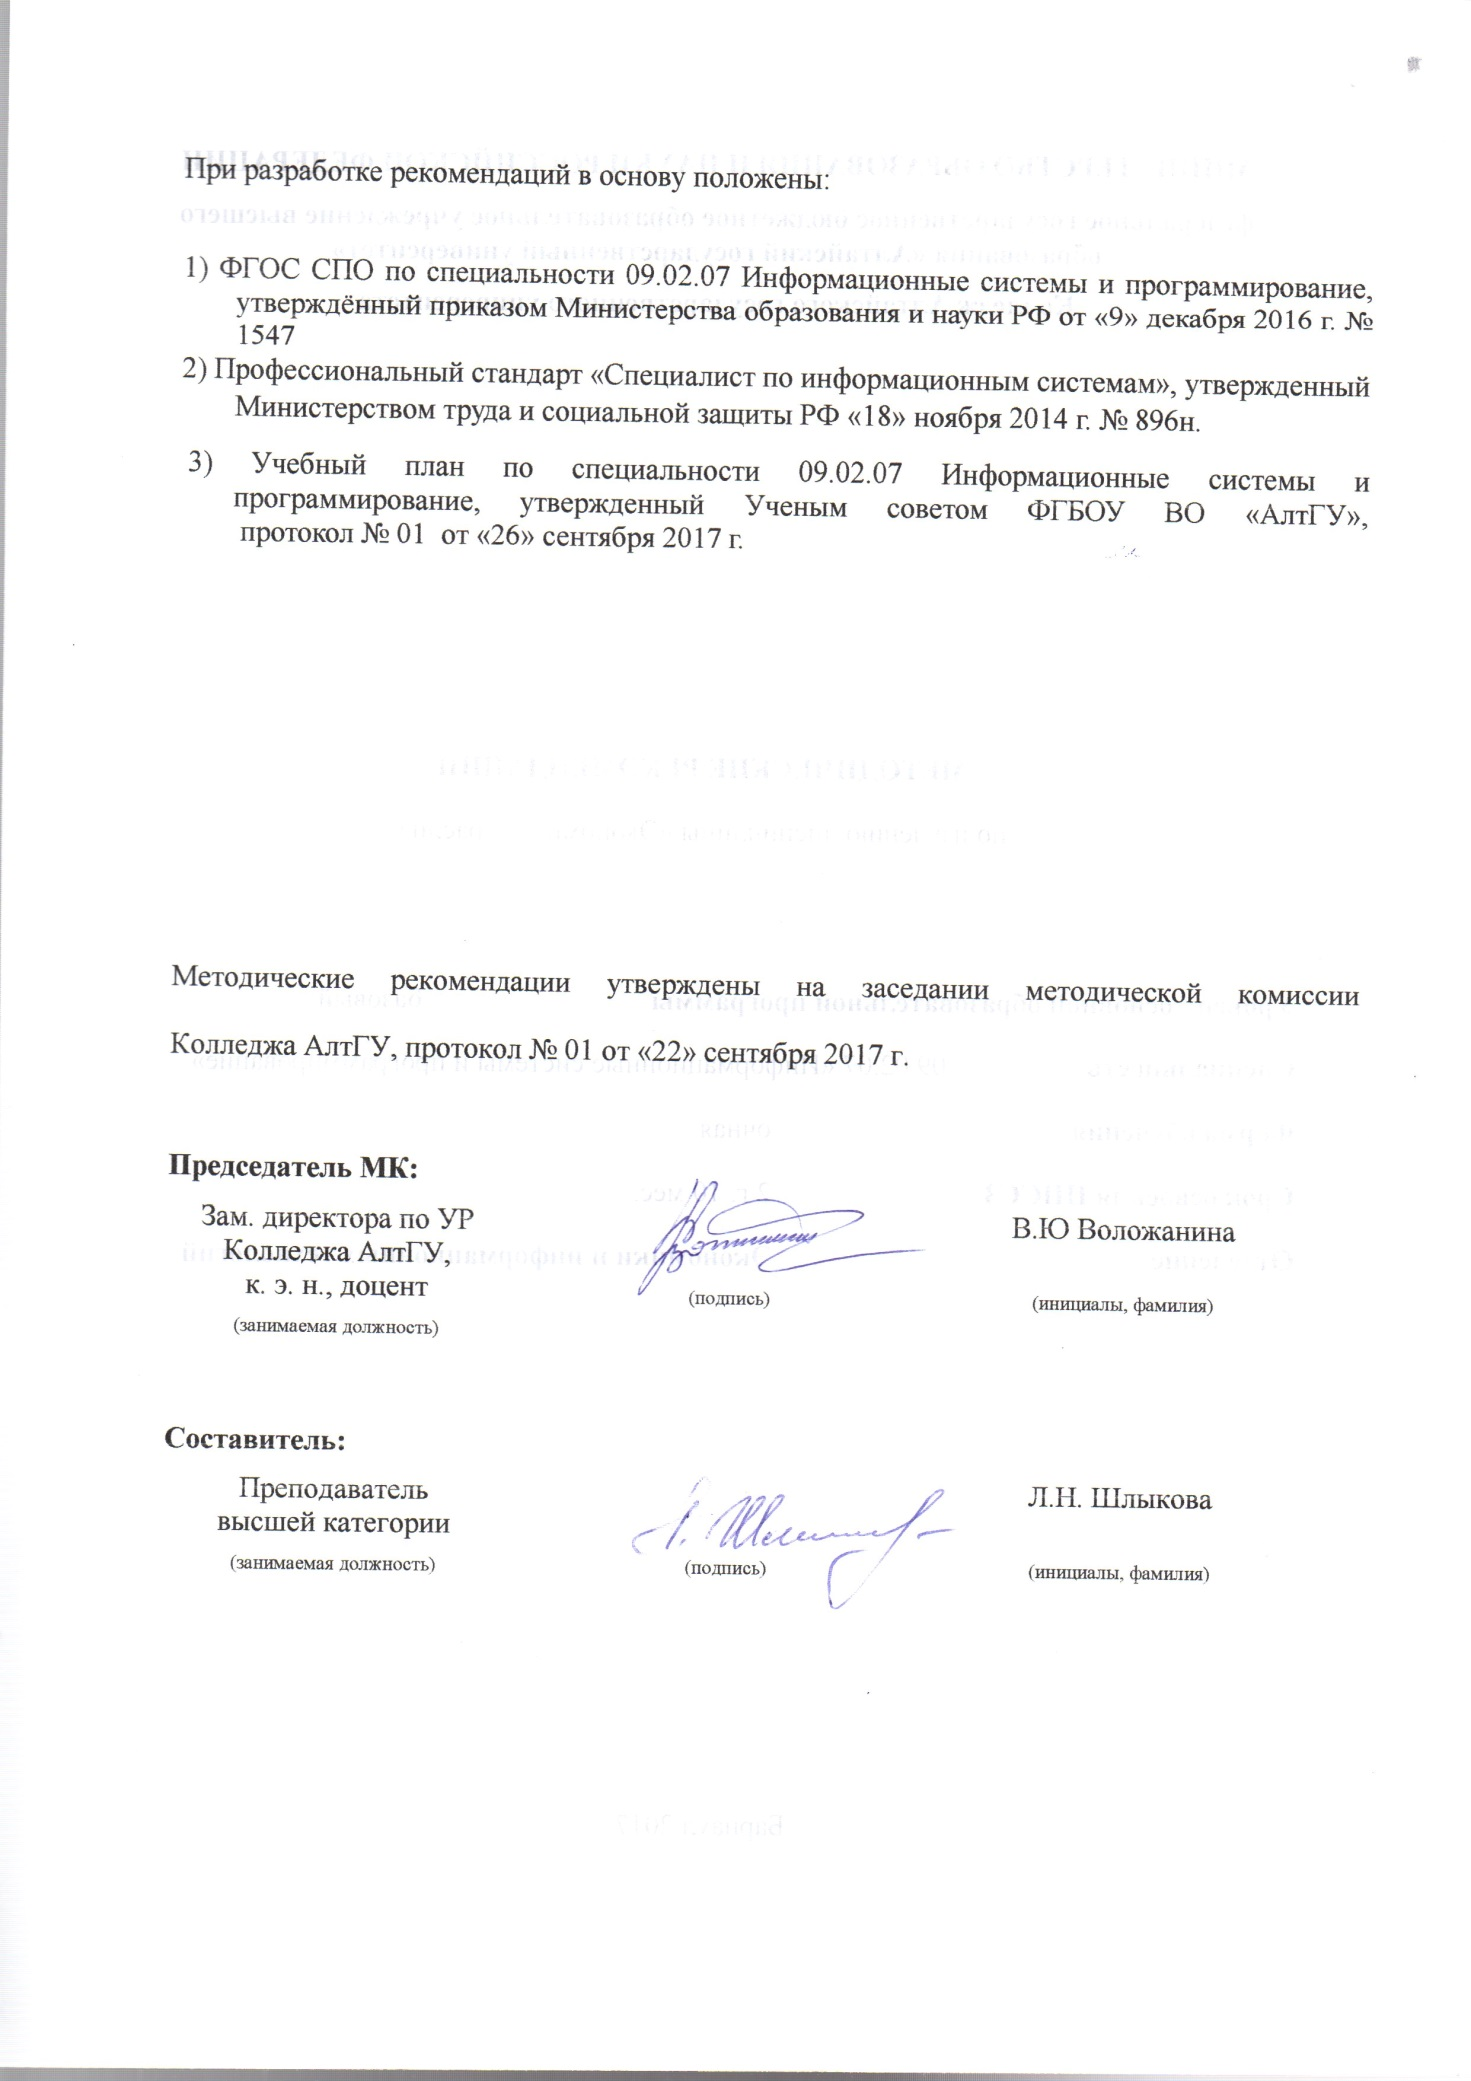 При разработке рекомендаций в основу положены:
1) ФГОС СПО по специальности 09.02.07 Информационные системы и программирование,
утверждённый приказом Министерства образования и науки РФ от «9» декабря 2016 г. №
1547
2) Профессиональный стандарт «Специалист по информационным системам», утвержденный
Министерством труда и социальной защиты РФ «18» ноября 2014 г. № 896н.
3) Учебный план по специальности 09.02.07 Информационные системы и
программирование, утвержденный Ученым советом ФГБОУ ВО «АлтГУ»,
протокол № 01 от «26» сентября 2017 г.
Методические рекомендации утверждены на заседании методической комиссии
Колледжа АлтГУ, протокол № 01 от «22» сентября 2017 г.
Председатель МК:
Зам. директора по УР
Колледжа АлтГУ,
к. э. н., доцент
(занимаемая должность)
(подпись)
В.Ю Воложанина
(инициалы, фамилия)
Составитель:
Преподаватель
высшей категории
(занимаемая должность)
(подпись)
Л.Н. Шлыкова
(инициалы, фамилия)